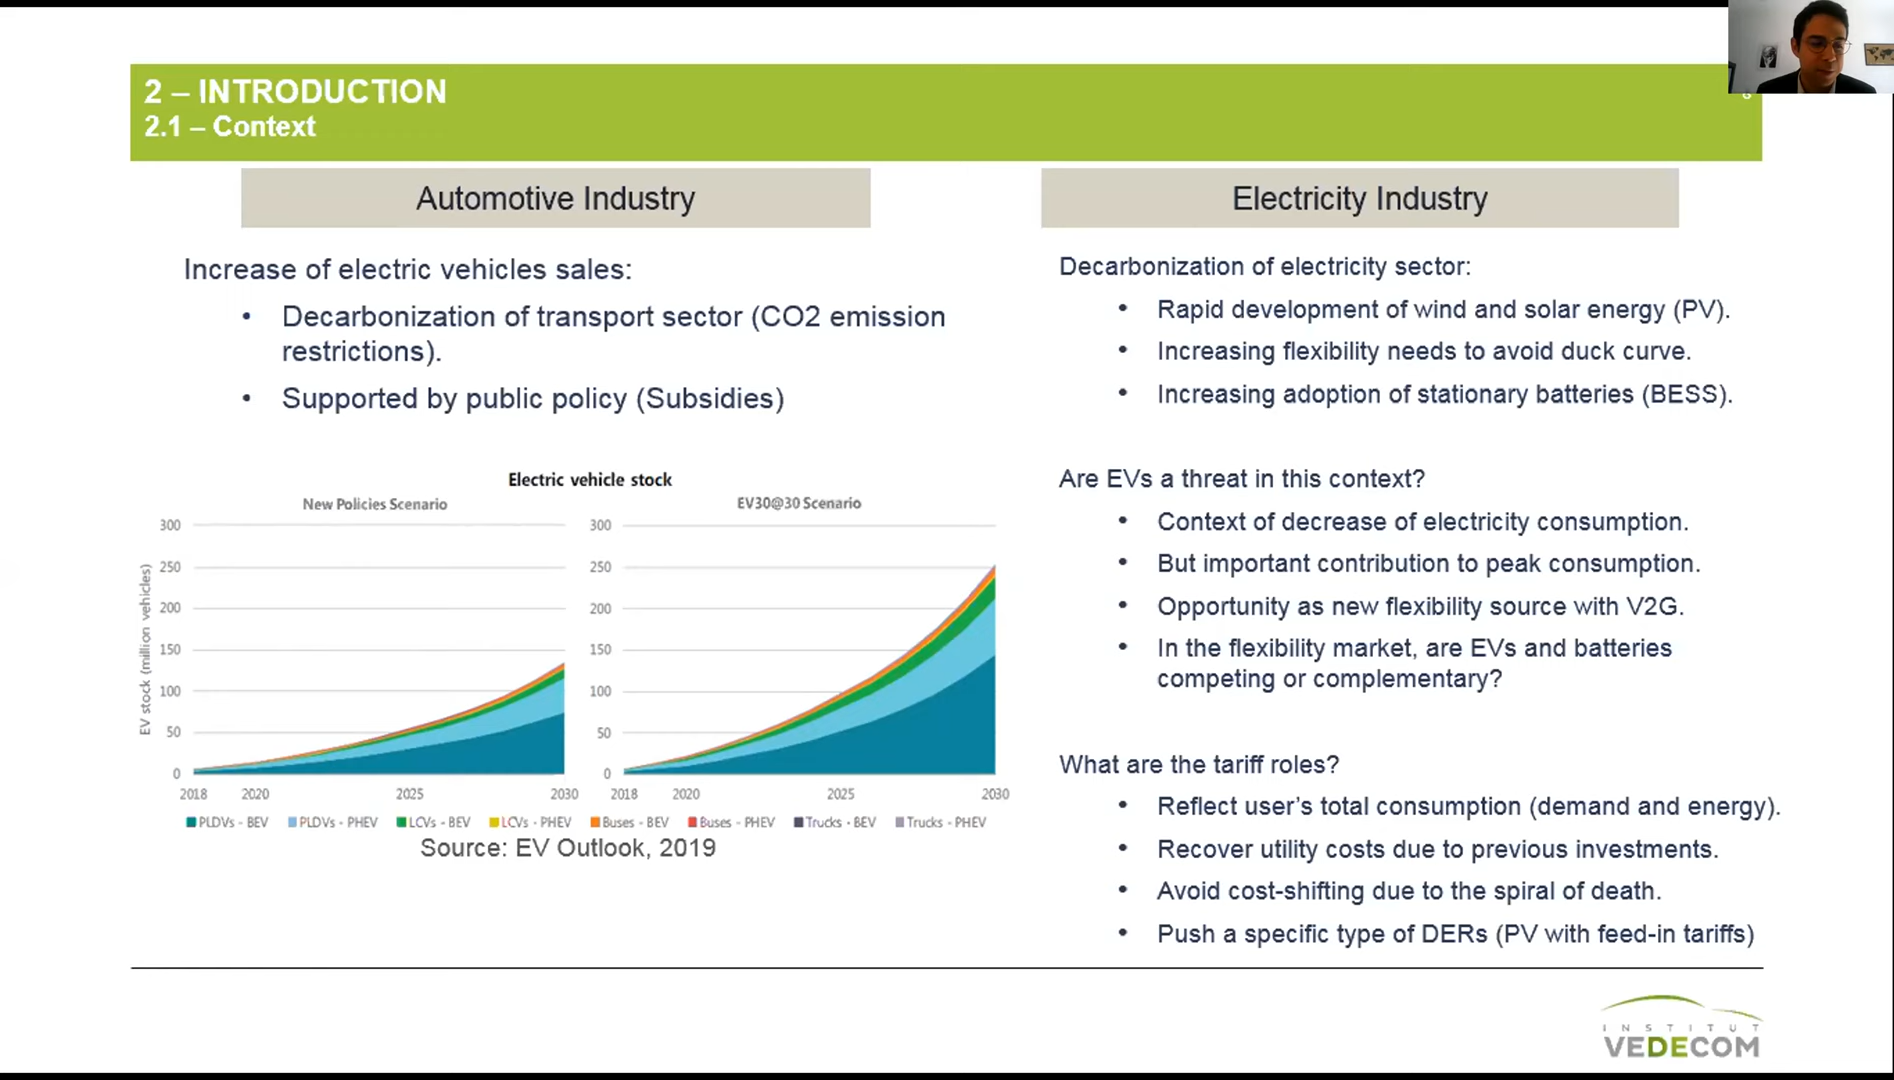 2 – INTRODUCTION
2.1 – Context
Automotive Industry
Increase of electric vehicles sales:
• Decarbonization of transport sector (CO2 emission
restrictions).
• Supported by public policy (Subsidies)
Electric vehicle stock
New Policies Scenario
EV30@30 Scenario
EV stock (million vehicles)
300
250
200
150
100
50
0
2018 2020 2025 2030
300
250
200
150
100
50
0
2018 2020 2025 2030
PLDVs - BEV PLDVs - PHEV LCVs - BEV LCVs - PHEV Buses - BEV Buses - PHEV Trucks - BEV Trucks - PHEV
Source: EV Outlook, 2019
Electricity Industry
Decarbonization of electricity sector:
• Rapid development of wind and solar energy (PV).
• Increasing flexibility needs to avoid duck curve.
• Increasing adoption of stationary batteries (BESS).
Are EVs a threat in this context?
• Context of decrease of electricity consumption.
• But important contribution to peak consumption.
• Opportunity as new flexibility source with V2G.
• In the flexibility market, are EVs and batteries
competing or complementary?
What are the tariff roles?
• Reflect user’s total consumption (demand and energy).
• Recover utility costs due to previous investments.
• Avoid cost-shifting due to the spiral of death.
• Push a specific type of DERs (PV with feed-in tariffs)
INSTITUT
VEDECOM